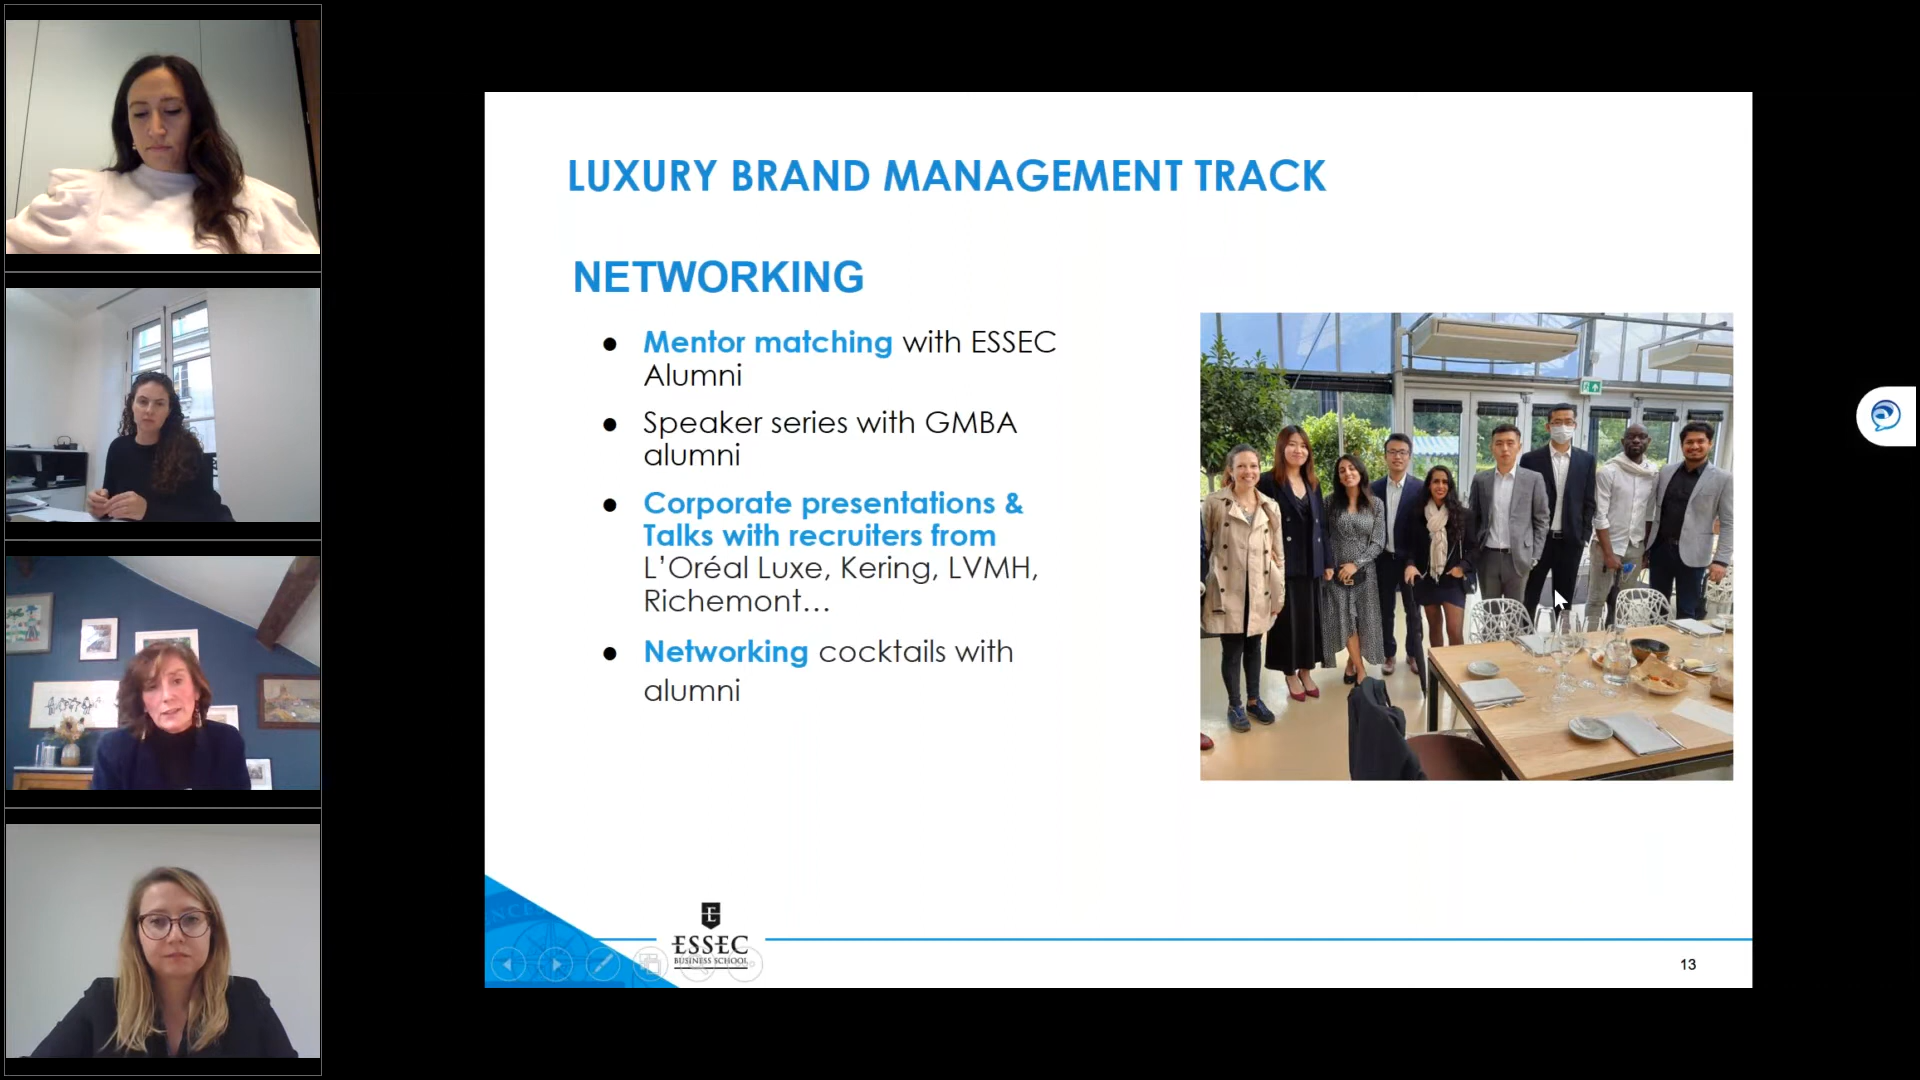 LUXURY BRAND MANAGEMENT TRACK
NETWORKING
● Mentor matching with ESSEC
Alumni
● Speaker series with GMBA
alumni
● Corporate presentations &
Talks with recruiters from
L’Oréal Luxe, Kering, LVMH,
Richemont...
● Networking cocktails with
alumni
ESSEC
BUSINESS SCHOOL
13